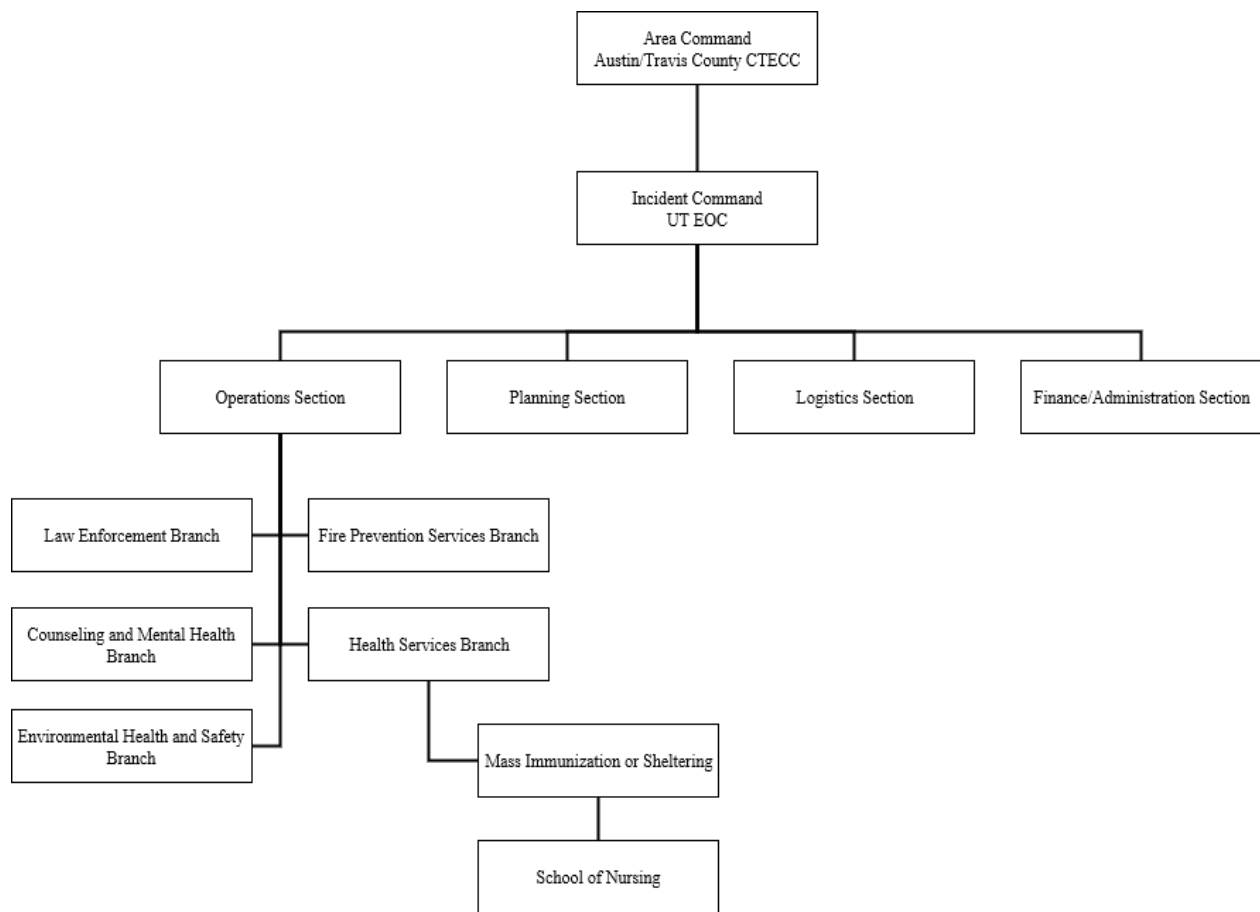 Area Command
Austin/Travis County CTECC
Incident Command
UT EOC
Operations Section
Planning Section
Logistics Section
Finance/Administration Section
Law Enforcement Branch
Fire Prevention Services Branch
Counseling and Mental Health
Branch
Health Services Branch
Environmental Health and Safety
Branch
Mass Immunization or Sheltering
School of Nursing